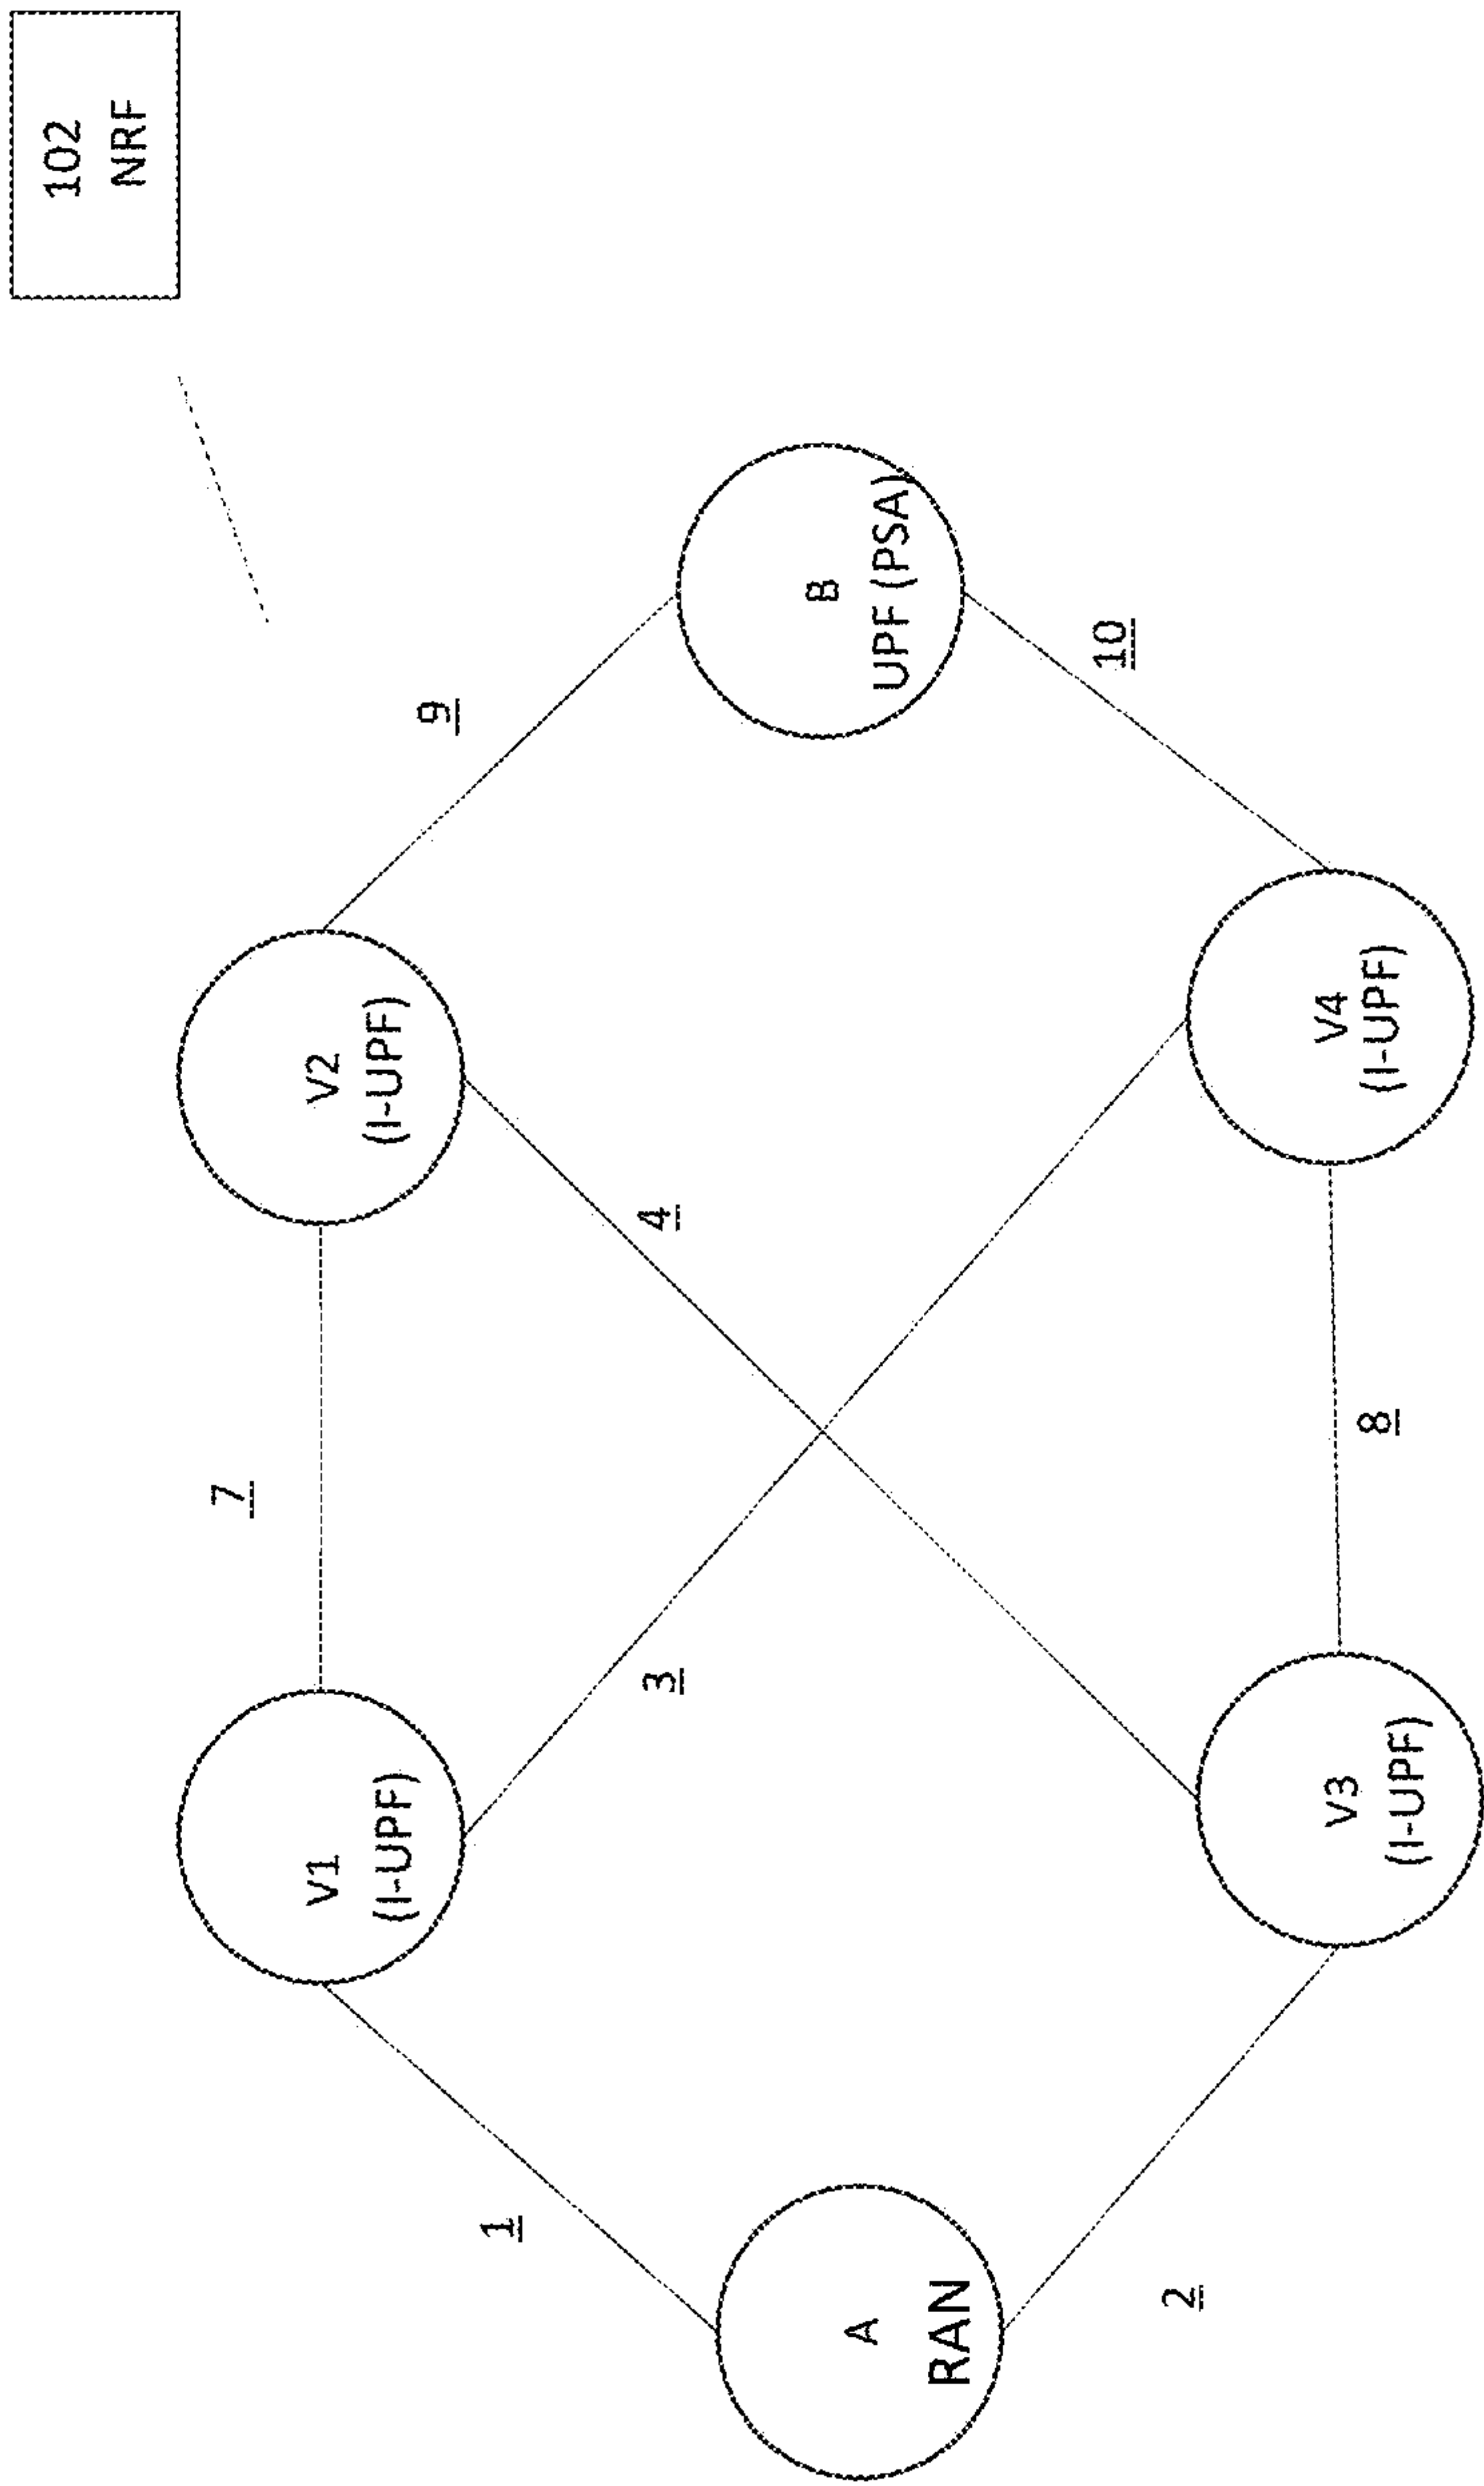 102
NRF
9
B
UPF (PSA)
10
V2
(I-UPF)
V4
(I-UPF)
7
4
3
8
V1
(I-UPF)
V3
(I-UPF)
1
2
A
RAN